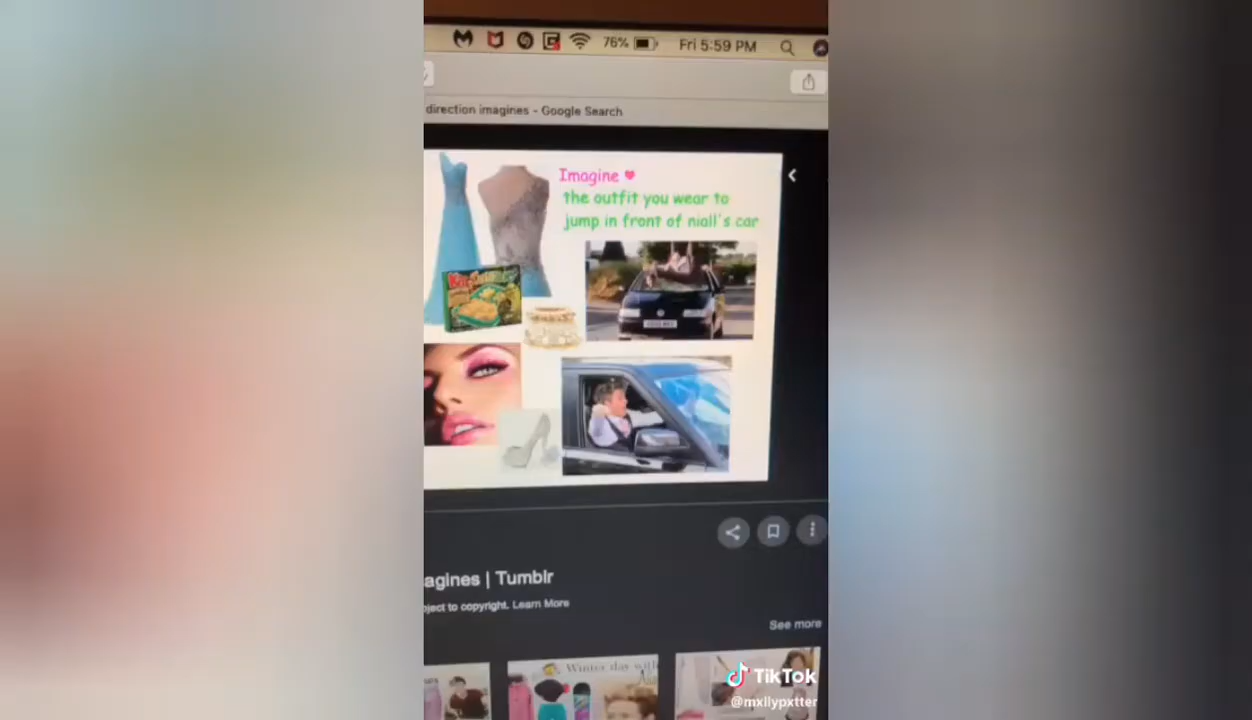 76%
Fri 5:59 PM
direction imagines - Google Search
Imagine ♥
the outfit you wear to
jump in front of niall's car
agines | Tumblr
bject to copyright. Learn More
See more
Winter day with
TikTok
@mxllypxtter